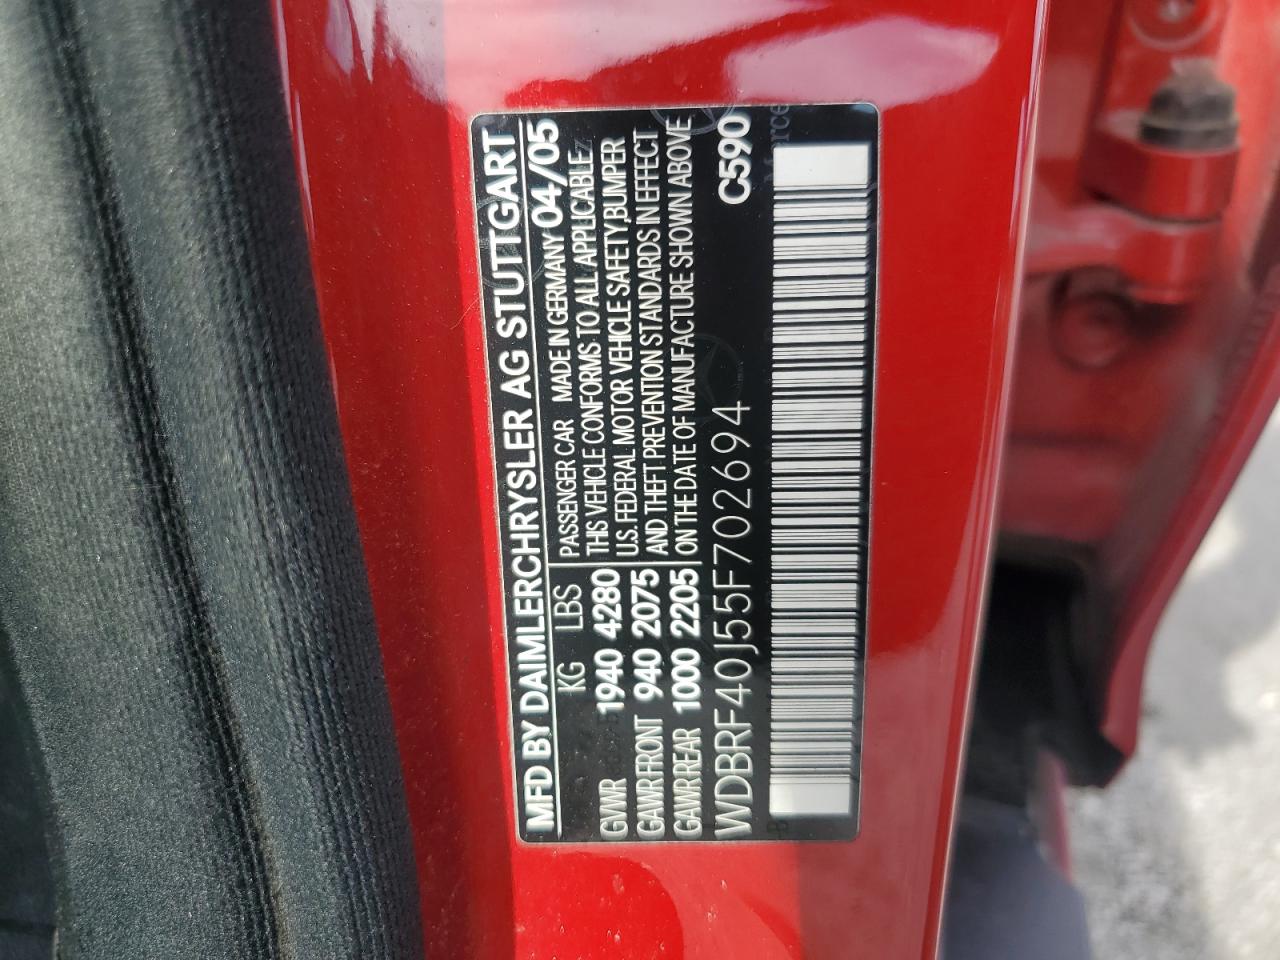 MFD BY DAIMLERCHRYSLER AG STUTTGART
KG LBS PASSENGER CAR MADE IN GERMANY 04/05
GVWR 1940 4280 THIS VEHICLE CONFORMS TO ALL APPLICABLE
GAWR FRONT 940 2075 U.S. FEDERAL MOTOR VEHICLE SAFETY, BUMPER
GAWR REAR 1000 2205 AND THEFT PREVENTION STANDARDS IN EFFECT
ON THE DATE OF MANUFACTURE SHOWN ABOVE
WDBRF40J55F702694 C590